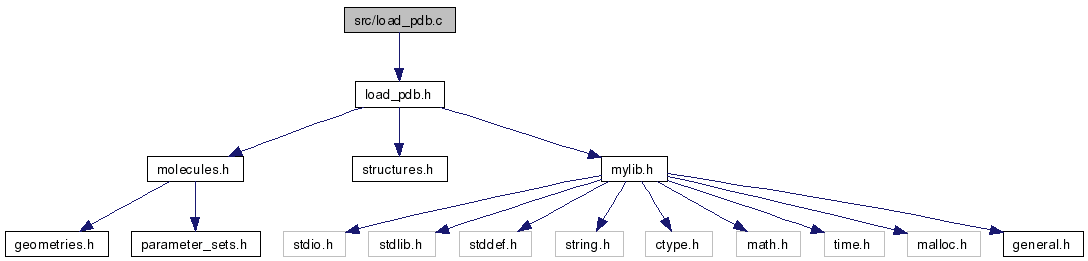 src/load_pdb.c
load_pdb.h
molecules.h
structures.h
mylib.h
geometries.h
parameter_sets.h
stdio.h
stdlib.h
stddef.h
string.h
ctype.h
math.h
time.h
malloc.h
general.h